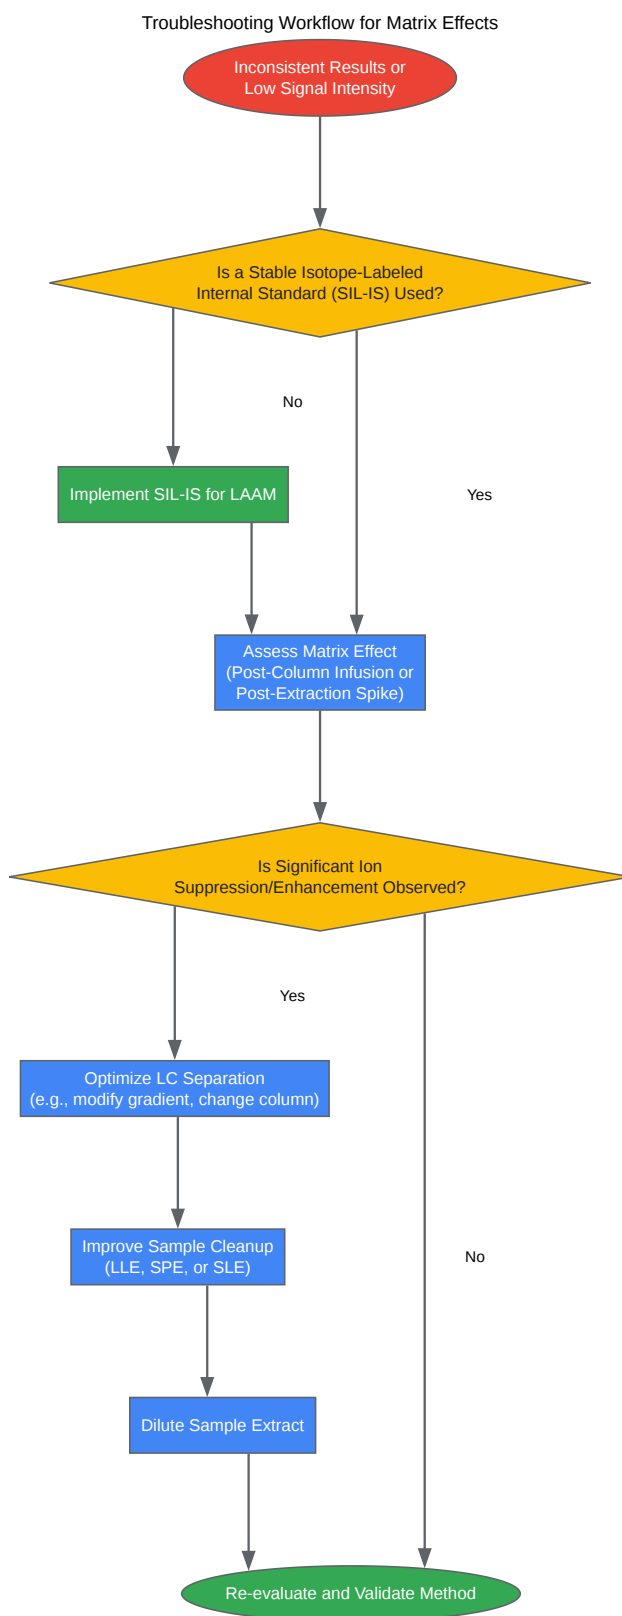 Troubleshooting Workflow for Matrix Effects
Inconsistent Results or
Low Signal Intensity
Is a Stable Isotope-Labeled
Internal Standard (SIL-IS) Used?
No
Implement SIL-IS for LAAM
Yes
Assess Matrix Effect
(Post-Column Infusion or
Post-Extraction Spike)
Is Significant Ion
Suppression/Enhancement Observed?
Yes
Optimize LC Separation
(e.g., modify gradient, change column)
Improve Sample Cleanup
(LLE, SPE, or SLE)
No
Dilute Sample Extract
Re-evaluate and Validate Method